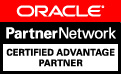 ORACLE
PartnerNetwork
CERTIFIED ADVANTAGE
PARTNER